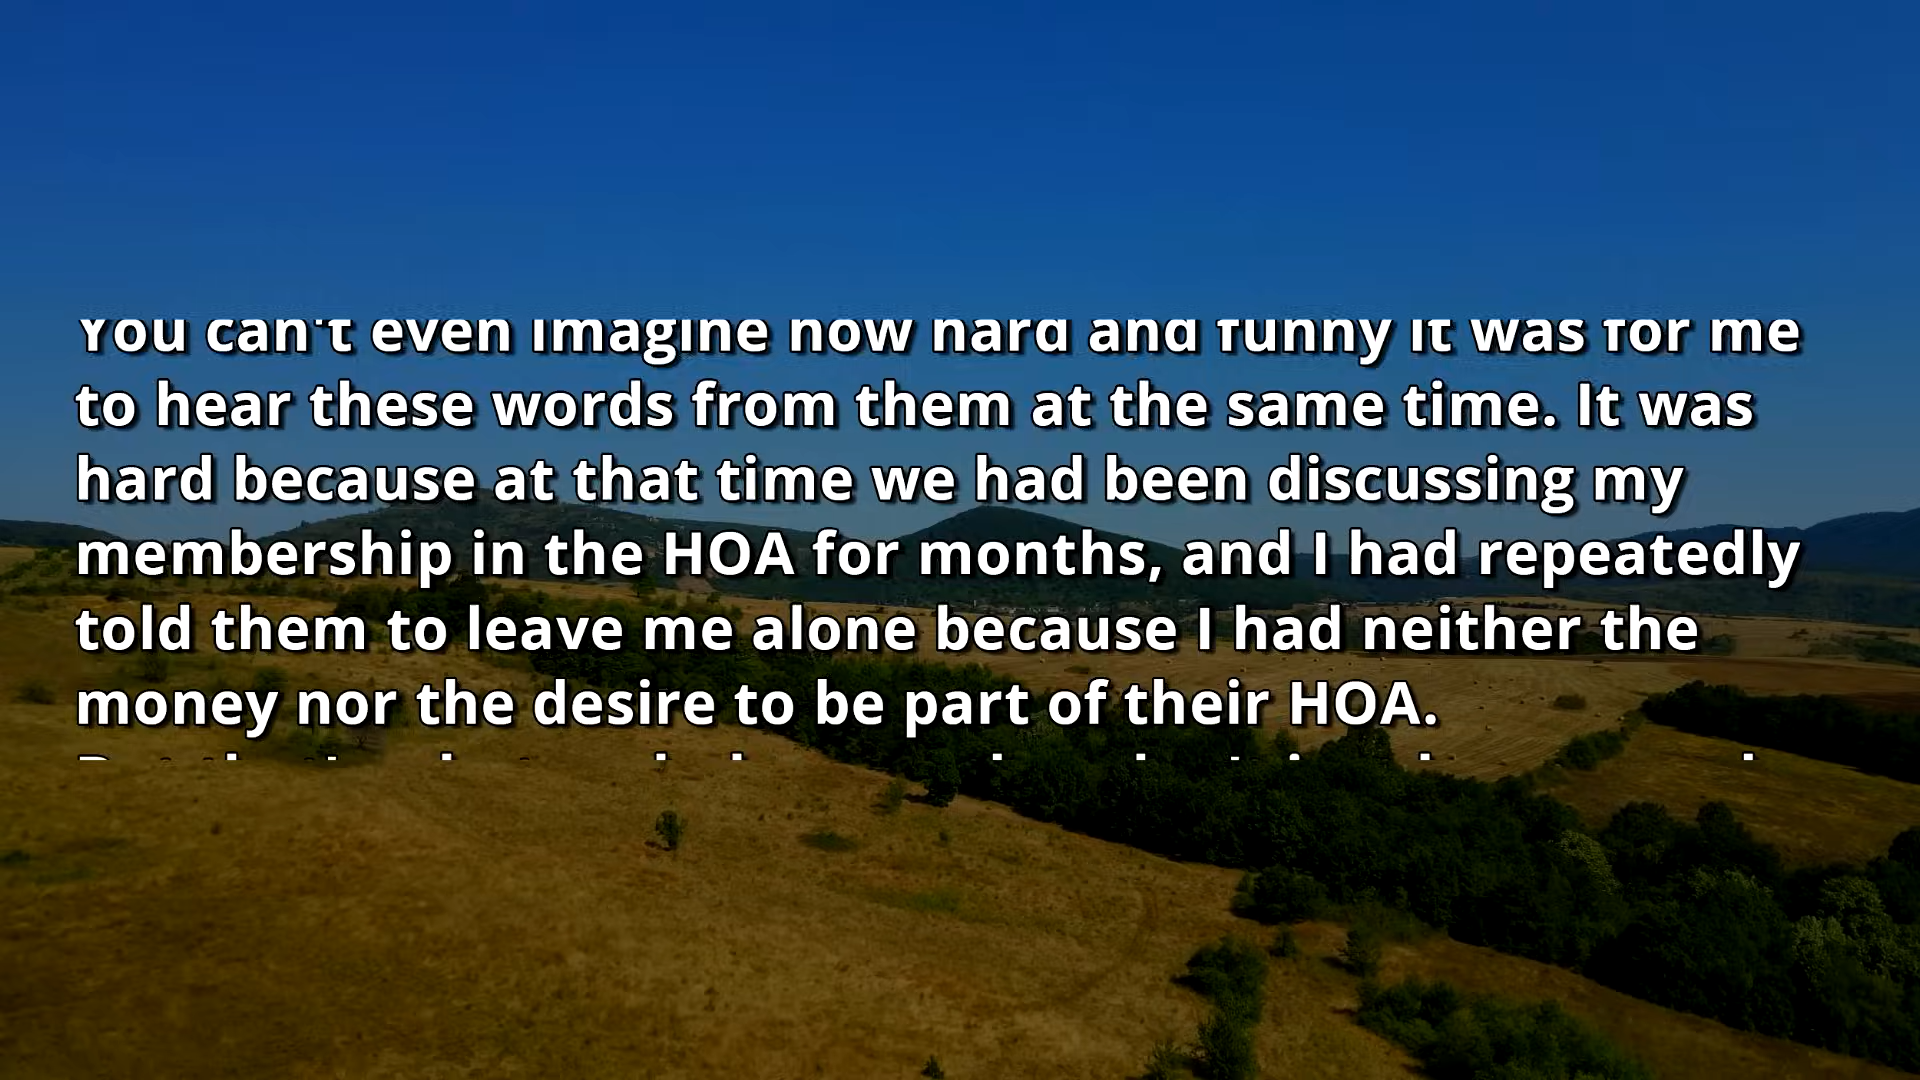 You can't even imagine how hard and funny it was for me
to hear these words from them at the same time. It was
hard because at that time we had been discussing my
membership in the HOA for months, and I had repeatedly
told them to leave me alone because I had neither the
money nor the desire to be part of their HOA.